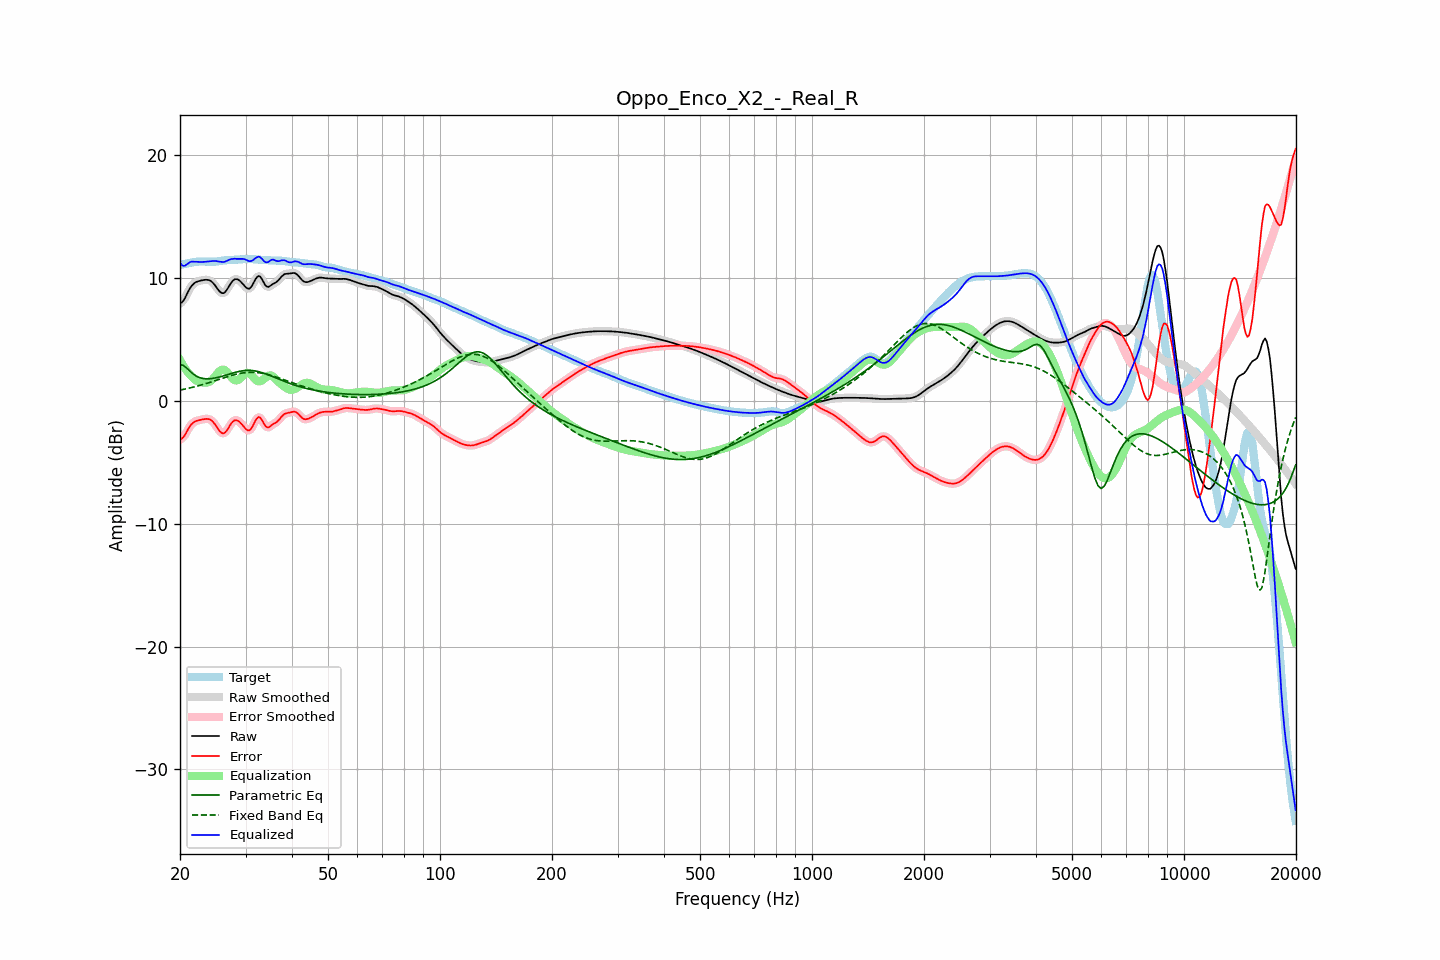 Oppo_Enco_X2_-_Real_R
Amplitude (dBr)
20
10
0
−10
−20
−30
Target
Raw Smoothed
Error Smoothed
Raw
Error
Equalization
Parametric Eq
Fixed Band Eq
Equalized
20 50 100 200 500 1000 2000 5000 10000 20000
Frequency (Hz)